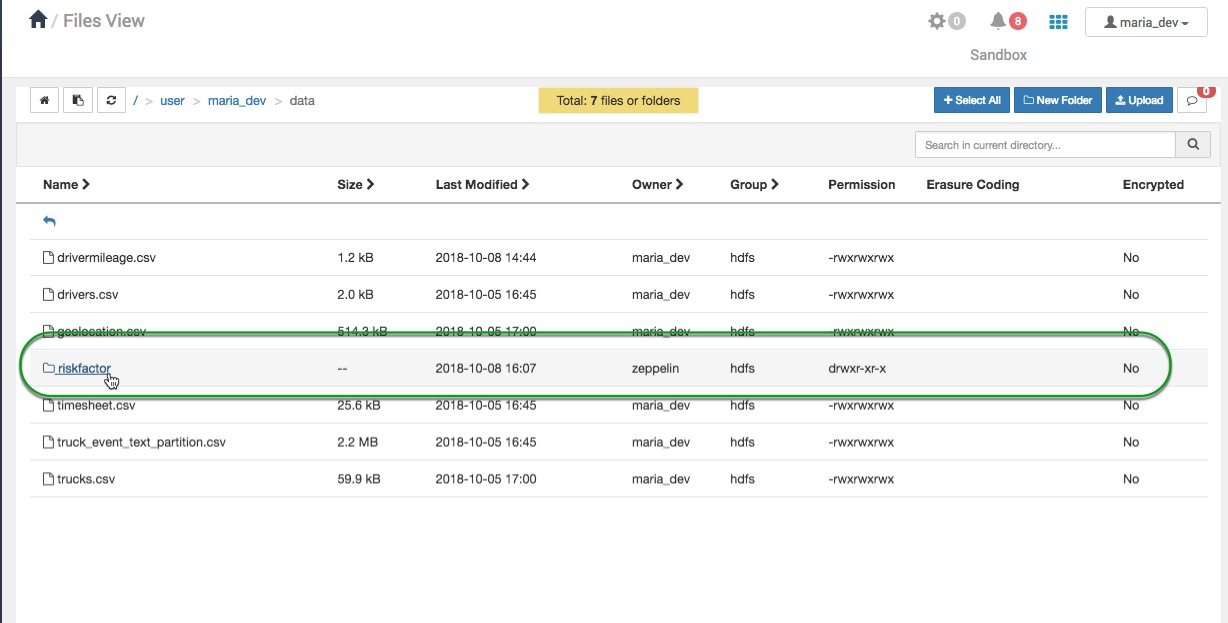 / Files View
0
8
maria_dev
Sandbox
/ > user > maria_dev > data
Total: 7 files or folders
+ Select All
New Folder
Upload
0
Search in current directory...
Name Size Last Modified Owner Group Permission Erasure Coding Encrypted
drivermileage.csv 1.2 kB 2018-10-08 14:44 maria_dev hdfs -rwxrwxrwx No
drivers.csv 2.0 kB 2018-10-05 16:45 maria_dev hdfs -rwxrwxrwx No
geolocation.csv 514.3 kB 2018-10-05 17:00 maria_dev hdfs -rwxrwxrwx No
riskfactor -- 2018-10-08 16:07 zeppelin hdfs drwxr-xr-x No
timesheet.csv 25.6 kB 2018-10-05 16:45 maria_dev hdfs -rwxrwxrwx No
truck_event_text_partition.csv 2.2 MB 2018-10-05 16:45 maria_dev hdfs -rwxrwxrwx No
trucks.csv 59.9 kB 2018-10-05 17:00 maria_dev hdfs -rwxrwxrwx No